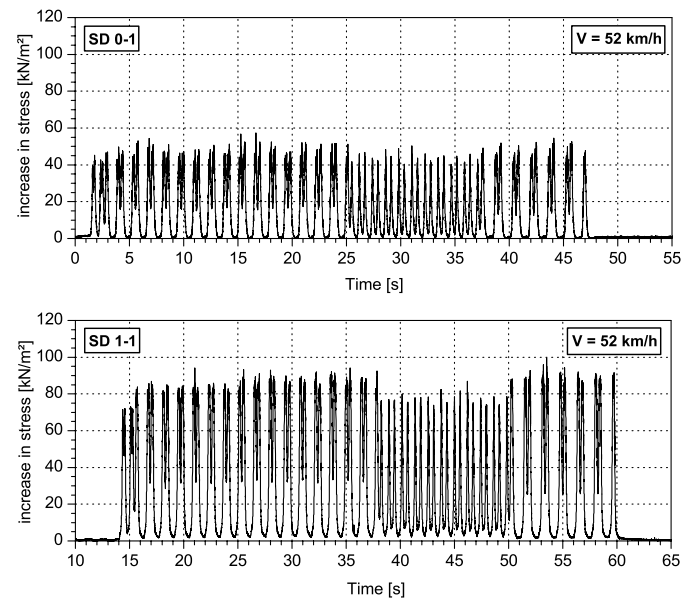 120
SD 0-1
V = 52 km/h
100
80
60
40
20
0
increase in stress [kN/m²]
0 5 10 15 20 25 30 35 40 45 50 55
Time [s]
120
SD 1-1
V = 52 km/h
100
80
60
40
20
0
increase in stress [kN/m²]
10 15 20 25 30 35 40 45 50 55 60 65
Time [s]